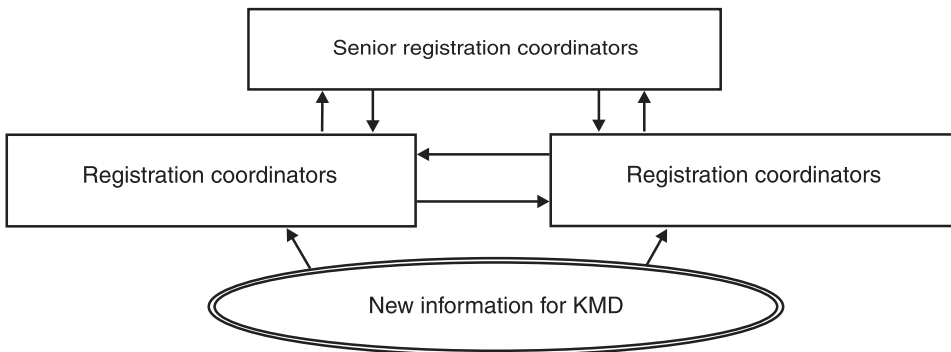 Senior registration coordinators
Registration coordinators
Registration coordinators
New information for KMD